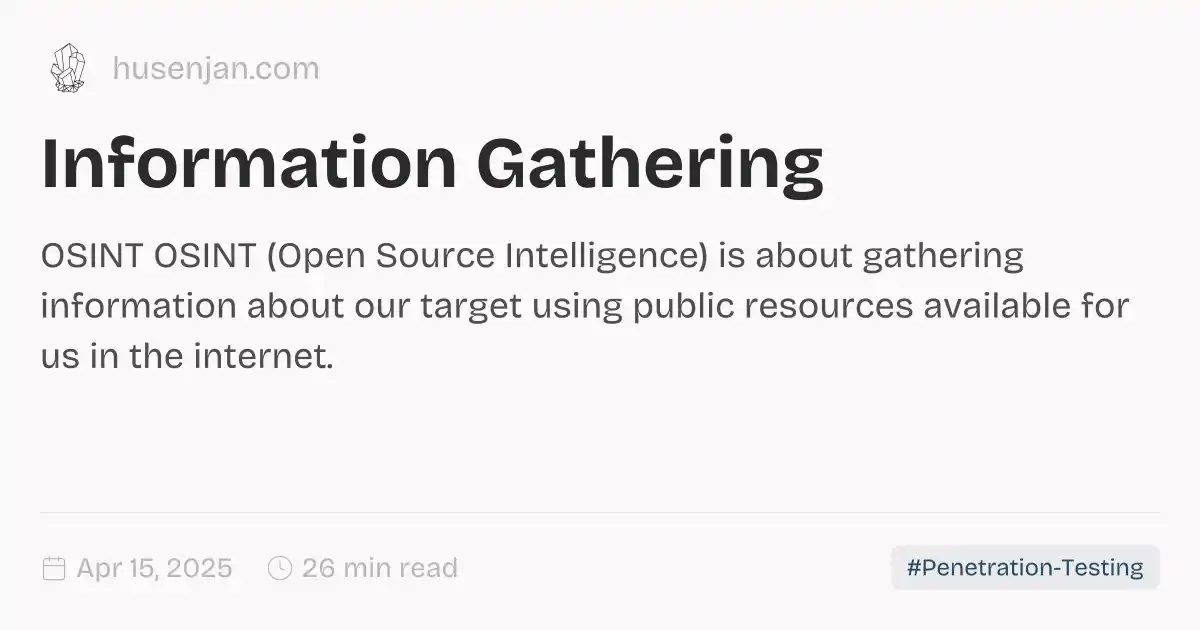 husenjan.com
Information Gathering
OSINT OSINT (Open Source Intelligence) is about gathering
information about our target using public resources available for
us in the internet.
Apr 15, 2025 26 min read #Penetration-Testing